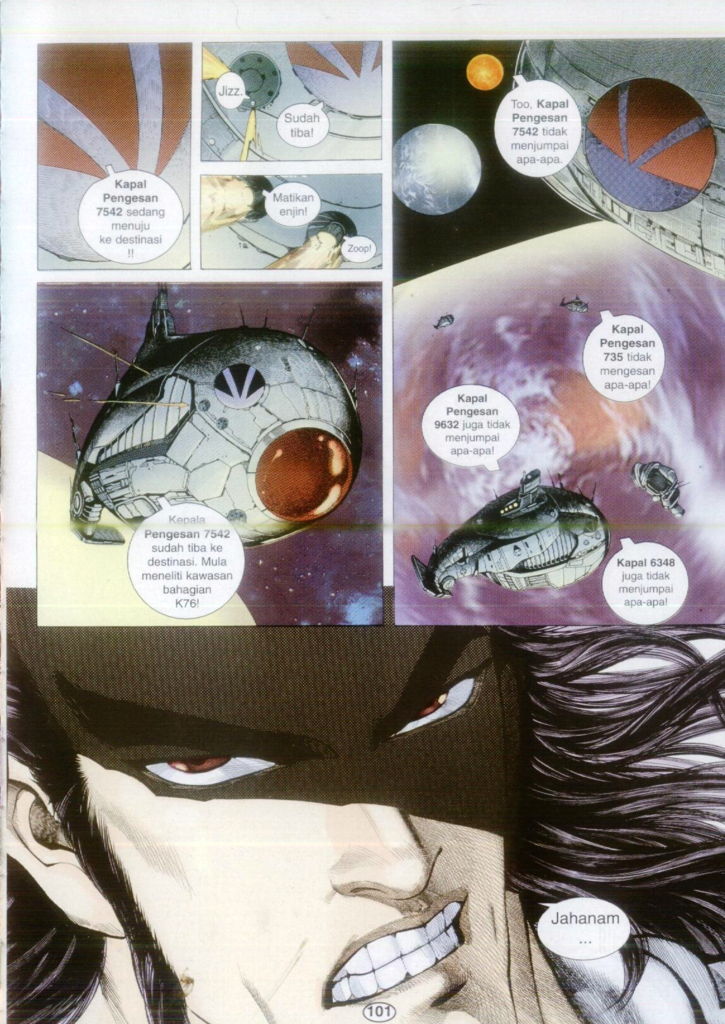 Kapal
Pengesan
7542 sedang
menuju
ke destinasi
!!
Jizz.
Sudah
tiba!
Matikan
enjin!
Zoop!
Kepala
Pengesan 7542
sudah tiba ke
destinasi. Mula
meneliti kawasan
bahagian
K76!
Too, Kapal
Pengesan
7542 tidak
menjumpai
apa-apa.
Kapal
Pengesan
735 tidak
mengesan
apa-apa!
Kapal
Pengesan
9632 juga tidak
menjumpai
apa-apa!
Kapal 6348
juga tidak
menjumpai
apa-apa!
Jahanam
...
101